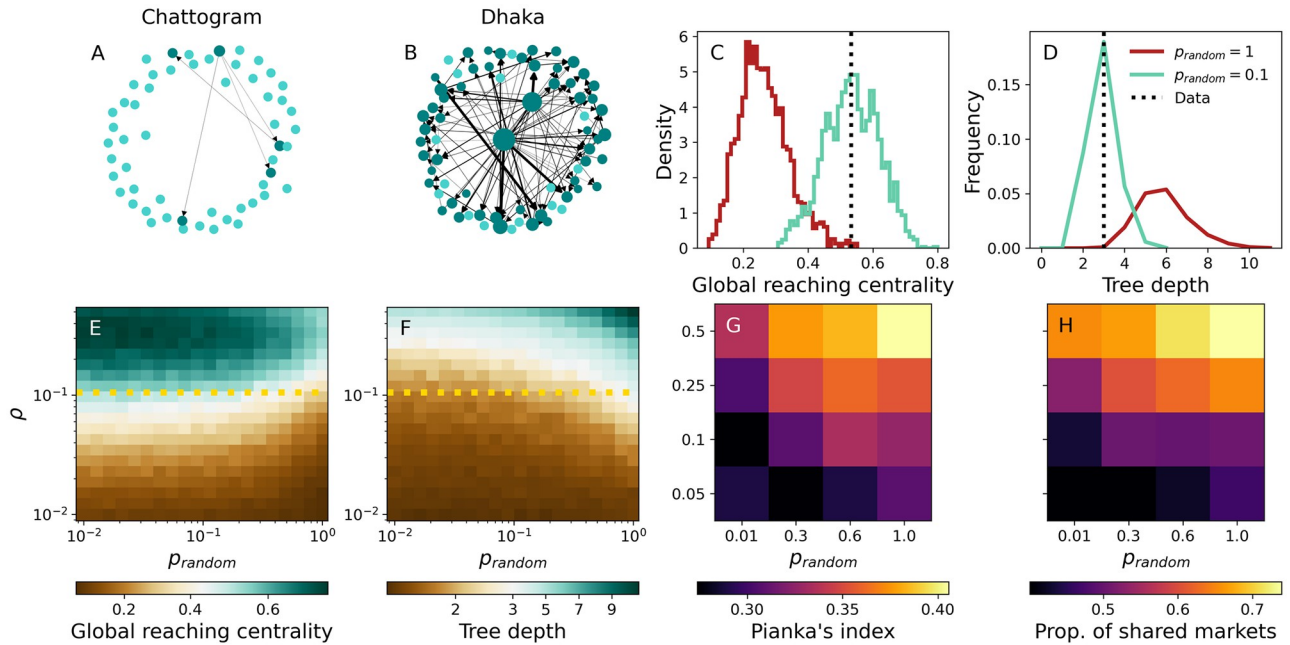 Chattogram
Dhaka
A
B
C
D
Density
6
5
4
3
2
1
0
0.2
0.4
0.6
0.8
Global reaching centrality
Frequency
0.15
0.10
0.05
0.00
0
2
4
6
8
10
Tree depth
p_random = 1
p_random = 0.1
Data
E
F
G
H
ρ
10⁻¹
10⁻²
10⁻²
10⁻¹
10⁰
p_random
10⁻¹
10⁻²
10⁻²
10⁻¹
10⁰
p_random
0.5
0.25
0.1
0.05
0.01
0.3
0.6
1.0
p_random
0.01
0.3
0.6
1.0
p_random
0.2
0.4
0.6
Global reaching centrality
2
3
5
7
9
Tree depth
0.30
0.35
0.40
Pianka's index
0.5
0.6
0.7
Prop. of shared markets